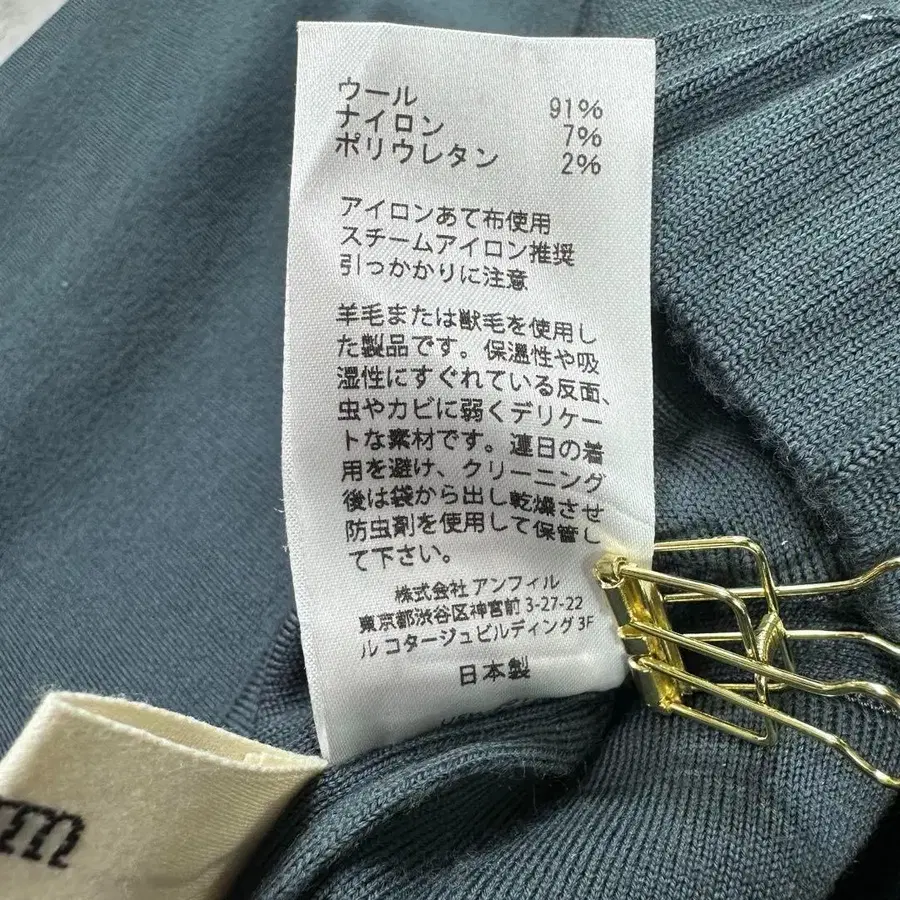 ウール 91%
ナイロン 7%
ポリウレタン 2%
アイロンあて布使用
スチームアイロン推奨
引っかかりに注意
羊毛または獣毛を使用し
た製品です。保温性や吸
湿性にすぐれている反面、
虫やカビに弱くデリケー
トな素材です。連日の着
用を避け、クリーニング
後は袋から出し乾燥させ
防虫剤を使用して保管し
て下さい。
株式会社 アンフィル
東京都渋谷区神宮前 3-27-22
ル コタージュビルディング 3F
日本製